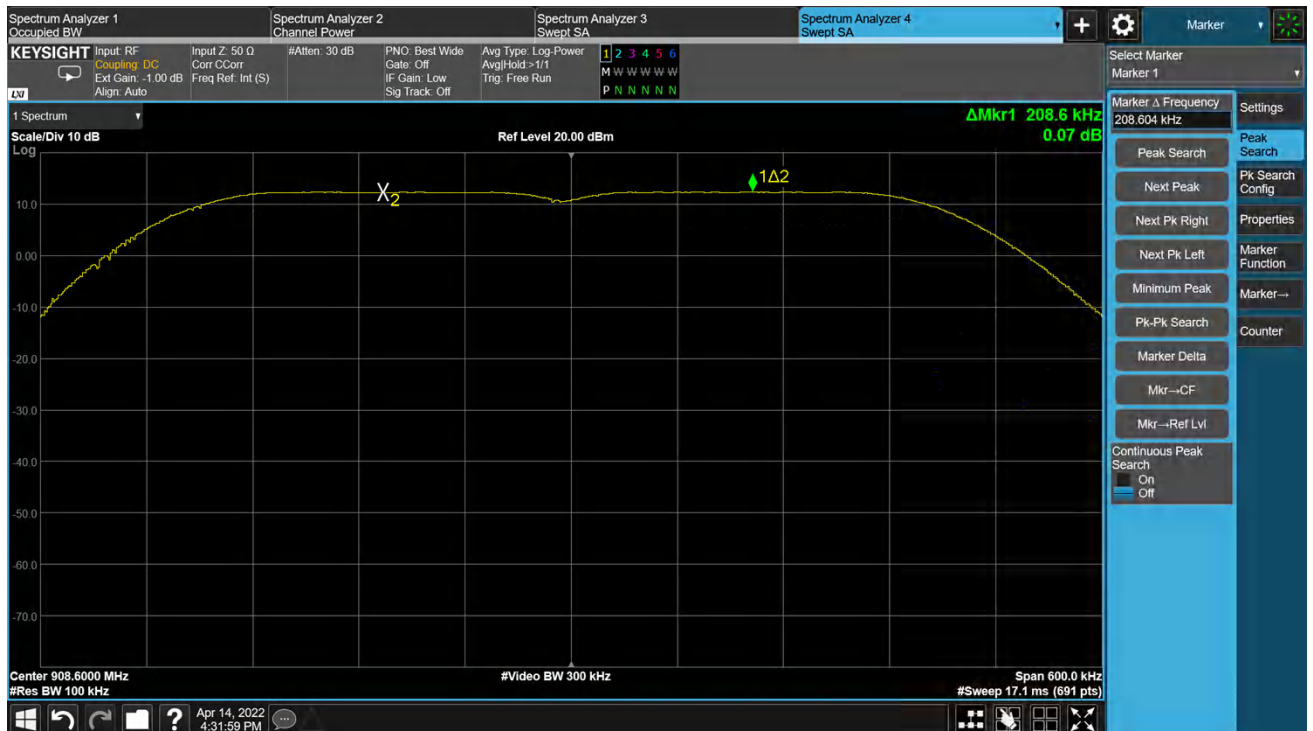 Spectrum Analyzer 1
Occupied BW
Spectrum Analyzer 2
Channel Power
Spectrum Analyzer 3
Swept SA
Spectrum Analyzer 4
Swept SA
+
Marker
KEYSIGHT
LXI
Input: RF
Coupling: DC
Ext Gain: -1.00 dB
Align: Auto
Input Z: 50 Ω
Corr CCorr
Freq Ref: Int (S)
#Atten: 30 dB
PNO: Best Wide
Gate: Off
IF Gain: Low
Sig Track: Off
Avg Type: Log-Power
Avg|Hold:>1/1
Trig: Free Run
1 2 3 4 5 6
M W W W W W
P N N N N N
1 Spectrum
Scale/Div 10 dB
Log
Ref Level 20.00 dBm
ΔMkr1 208.6 kHz
0.07 dB
X2
1Δ2
10.0
0.00
-10.0
-20.0
-30.0
-40.0
-50.0
-60.0
-70.0
Center 908.6000 MHz
#Res BW 100 kHz
#Video BW 300 kHz
Span 600.0 kHz
#Sweep 17.1 ms (691 pts)
Select Marker
Marker 1
Marker Δ Frequency
208.604 kHz
Peak Search
Next Peak
Next Pk Right
Next Pk Left
Minimum Peak
Pk-Pk Search
Marker Delta
Mkr→CF
Mkr→Ref Lvl
Continuous Peak
Search
On
Off
Settings
Peak
Search
Pk Search
Config
Properties
Marker
Function
Marker→
Counter
?
Apr 14, 2022
4:31:59 PM